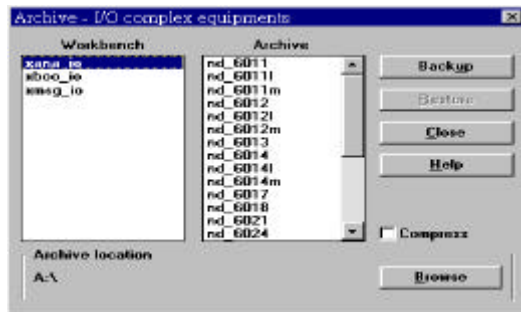 Archive - I/O complex equipments
Workbench
xana_io
xboo_io
xmsg_io
Archive
nd_6011
nd_6011l
nd_6011m
nd_6012
nd_6012l
nd_6012m
nd_6013
nd_6014
nd_6014l
nd_6014m
nd_6017
nd_6018
nd_6021
nd_6024
Backup
Restore
Close
Help
Compress
Archive location
A:\
Browse